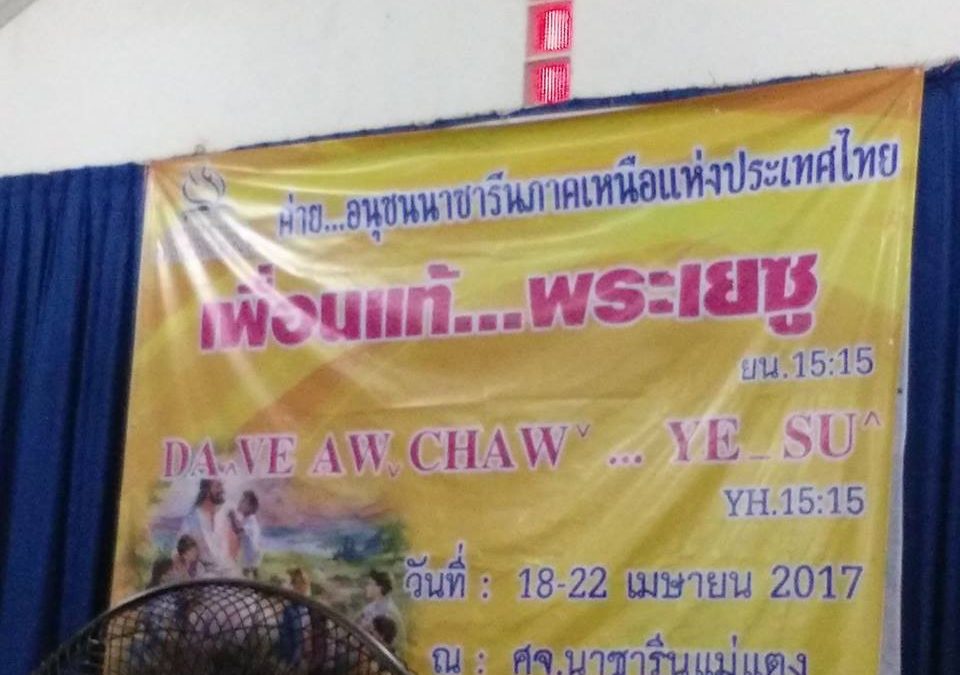 ค่าย...อนุชนนาซารีนภาคเหนือแห่งประเทศไทย
เพื่อนแท้...พระเยซู
ยน.15:15
DA˰VE AW˯CHAWˇ ... YE_SU^
YH.15:15
วันที่ : 18-22 เมษายน 2017
ณ : ศจ.นาซารีนแม่แตง